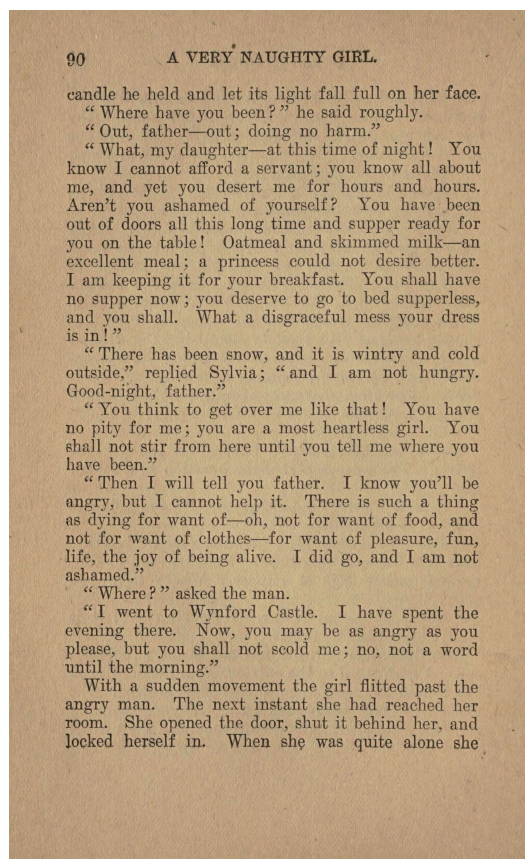 90 A VERY NAUGHTY GIRL.
candle he held and let its light fall full on her face.
“ Where have you been ? ” he said roughly.
“ Out, father—out ; doing no harm.”
“ What, my daughter—at this time of night ! You
know I cannot afford a servant ; you know all about
me, and yet you desert me for hours and hours.
Aren’t you ashamed of yourself ? You have been
out of doors all this long time and supper ready for
you on the table ! Oatmeal and skimmed milk—an
excellent meal ; a princess could not desire better.
I am keeping it for your breakfast. You shall have
no supper now ; you deserve to go to bed supperless,
and you shall. What a disgraceful mess your dress
is in ! ”
“ There has been snow, and it is wintry and cold
outside,” replied Sylvia ; “ and I am not hungry.
Good-night, father.”
“ You think to get over me like that ! You have
no pity for me ; you are a most heartless girl. You
shall not stir from here until you tell me where you
have been.”
“ Then I will tell you father. I know you’ll be
angry, but I cannot help it. There is such a thing
as dying for want of—oh, not for want of food, and
not for want of clothes—for want of pleasure, fun,
life, the joy of being alive. I did go, and I am not
ashamed.”
“ Where ? ” asked the man.
“ I went to Wynford Castle. I have spent the
evening there. Now, you may be as angry as you
please, but you shall not scold me ; no, not a word
until the morning.”
With a sudden movement the girl flitted past the
angry man. The next instant she had reached her
room. She opened the door, shut it behind her, and
locked herself in. When she was quite alone she